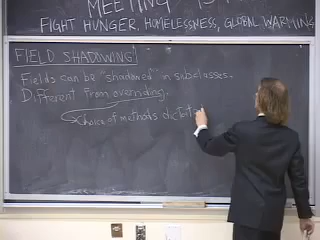 MEETING
FIGHT HUNGER, HOMELESSNESS, GLOBAL WARMING
FIELD SHADOWING
Fields can be "shadowed" in subclasses.
Different from overriding.
Choice of methods dictat